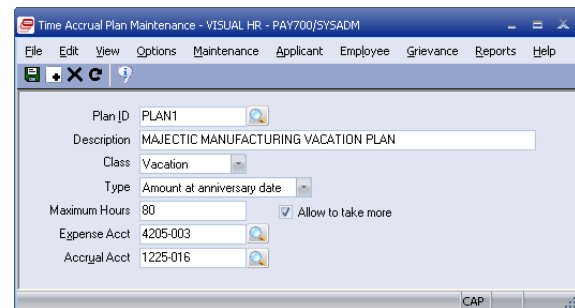 Time Accrual Plan Maintenance - VISUAL HR - PAY700/SYSADM
File Edit View Options Maintenance Applicant Employee Grievance Reports Help
Plan ID PLAN1
Description MAJECTIC MANUFACTURING VACATION PLAN
Class Vacation
Type Amount at anniversary date
Maximum Hours 80 Allow to take more
Expense Acct 4205-003
Accrual Acct 1225-016
CAP